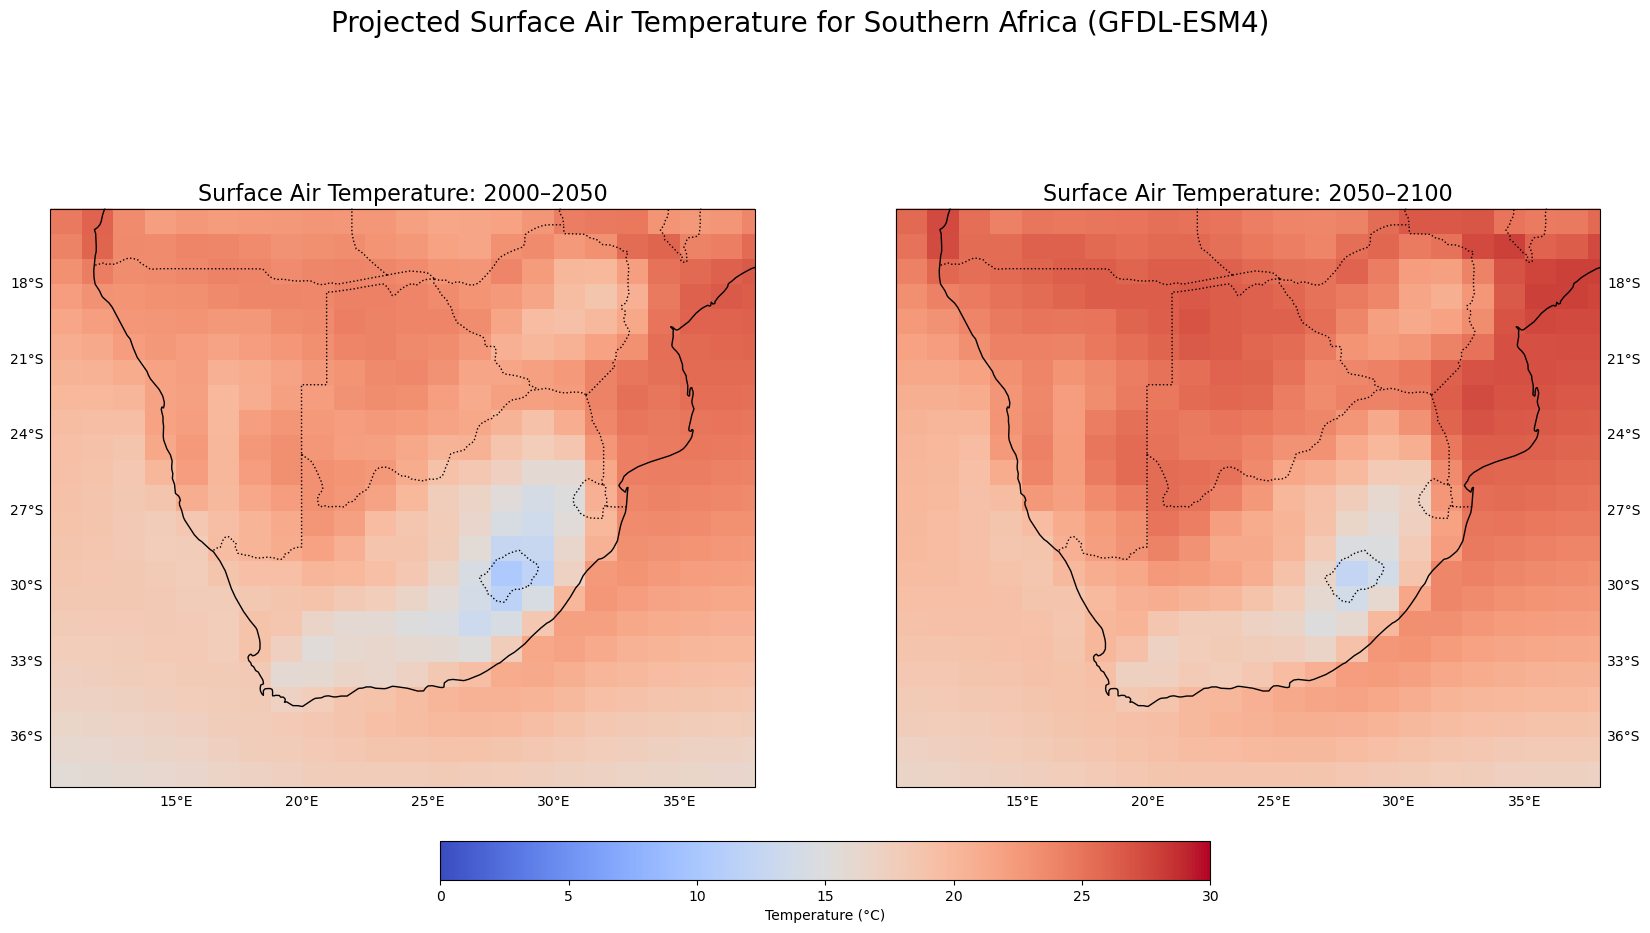 Projected Surface Air Temperature for Southern Africa (GFDL-ESM4)
Surface Air Temperature: 2000–2050
Surface Air Temperature: 2050–2100
18°S
21°S
24°S
27°S
30°S
33°S
36°S
18°S
21°S
24°S
27°S
30°S
33°S
36°S
15°E 20°E 25°E 30°E 35°E
15°E 20°E 25°E 30°E 35°E
0 5 10 15 20 25 30
Temperature (°C)